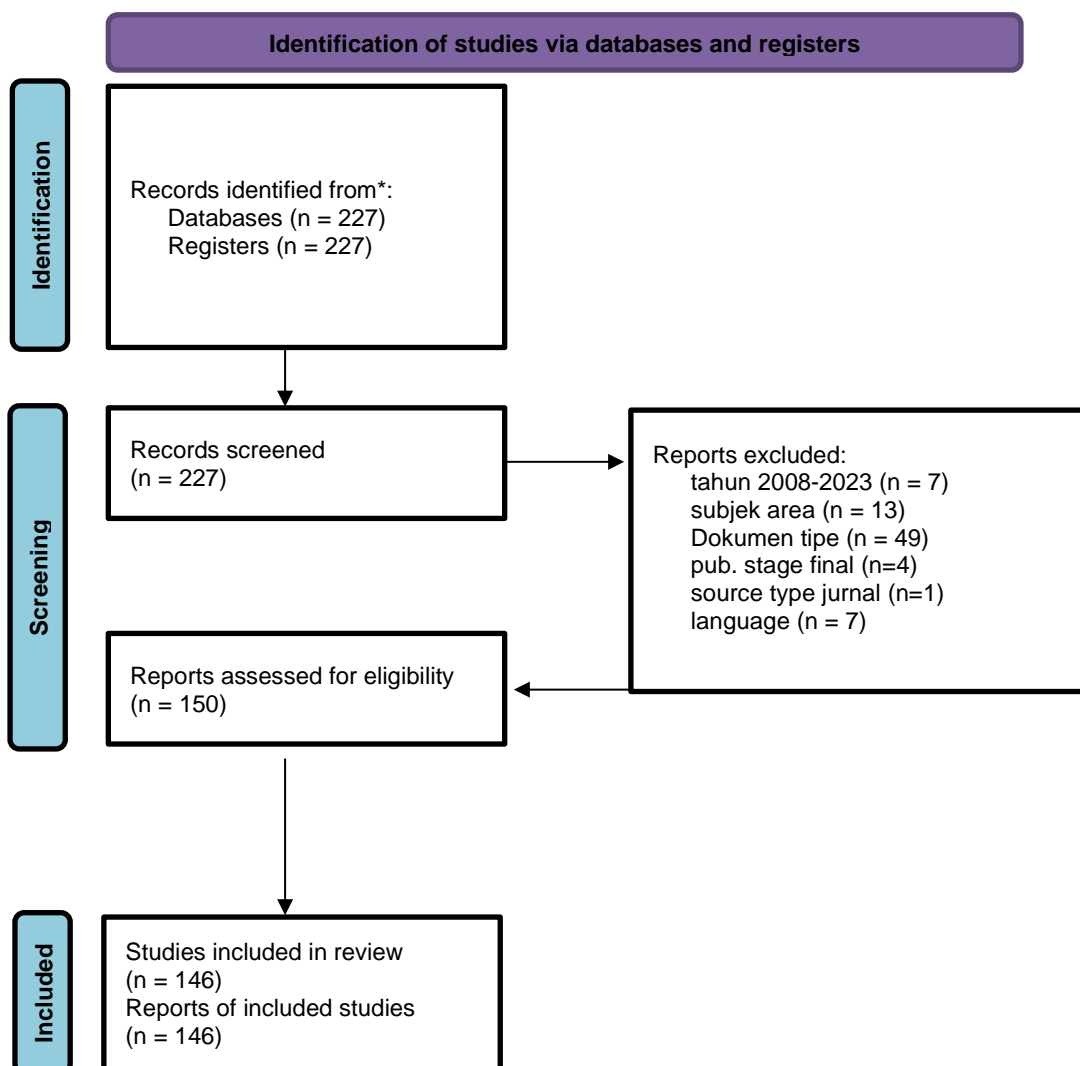 Identification of studies via databases and registers
Identification
Records identified from*:
Databases (n = 227)
Registers (n = 227)
Screening
Records screened
(n = 227)
Reports excluded:
tahun 2008-2023 (n = 7)
subjek area (n = 13)
Dokumen tipe (n = 49)
pub. stage final (n=4)
source type jurnal (n=1)
language (n = 7)
Reports assessed for eligibility
(n = 150)
Included
Studies included in review
(n = 146)
Reports of included studies
(n = 146)